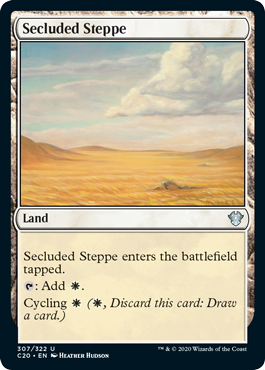 Secluded Steppe
Land
Secluded Steppe enters the battlefield
tapped.
: Add .
Cycling (, Discard this card: Draw
a card.)
307/322 U
C20 • EN HEATHER HUDSON
™ & © 2020 Wizards of the Coast